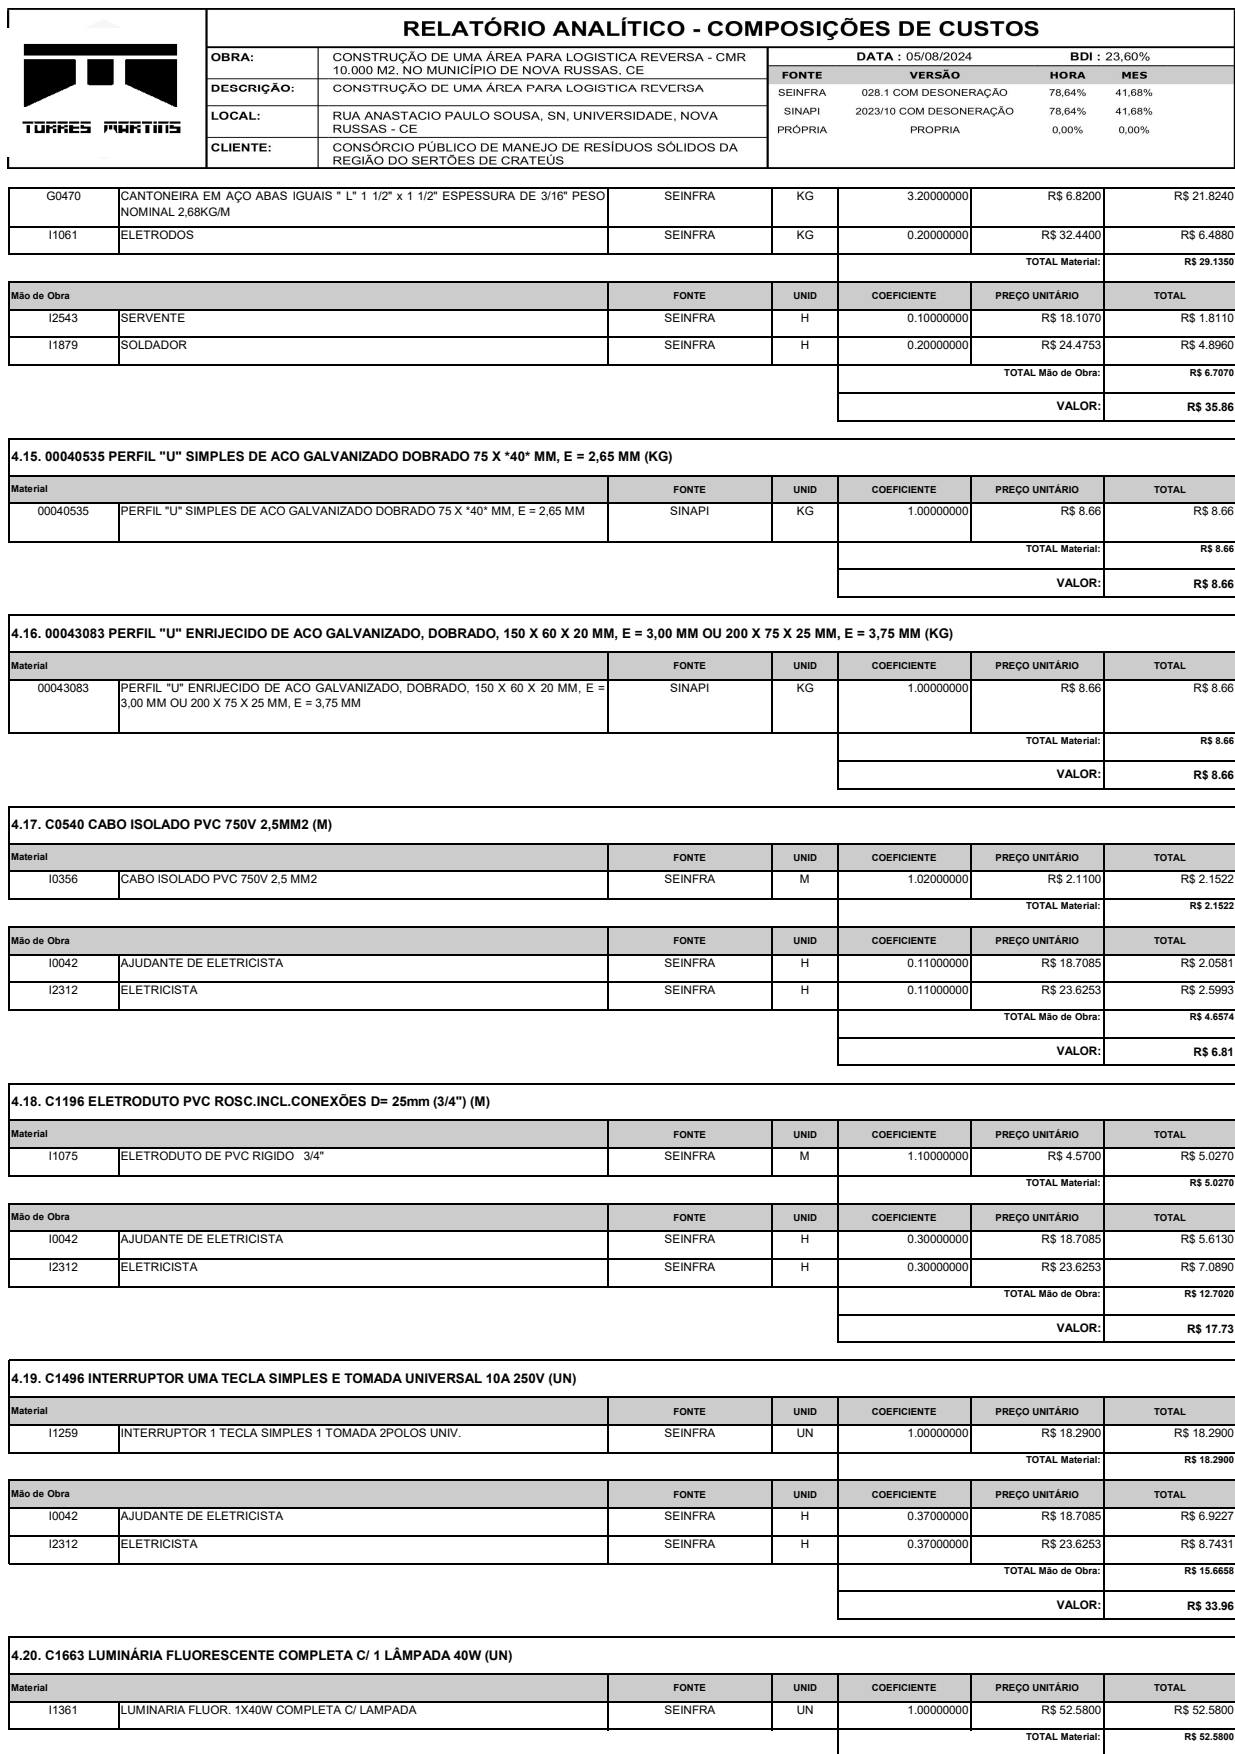 RELATÓRIO ANALÍTICO - COMPOSIÇÕES DE CUSTOS
TORRES MARTINS
OBRA: CONSTRUÇÃO DE UMA ÁREA PARA LOGISTICA REVERSA - CMR
10.000 M2, NO MUNICÍPIO DE NOVA RUSSAS, CE
DESCRIÇÃO: CONSTRUÇÃO DE UMA ÁREA PARA LOGISTICA REVERSA
LOCAL: RUA ANASTACIO PAULO SOUSA, SN, UNIVERSIDADE, NOVA
RUSSAS - CE
CLIENTE: CONSÓRCIO PÚBLICO DE MANEJO DE RESÍDUOS SÓLIDOS DA
REGIÃO DO SERTÕES DE CRATEÚS
DATA : 05/08/2024 BDI : 23,60%
FONTE VERSÃO HORA MES
SEINFRA 028.1 COM DESONERAÇÃO 78,64% 41,68%
SINAPI 2023/10 COM DESONERAÇÃO 78,64% 41,68%
PRÓPRIA PROPRIA 0,00% 0,00%
G0470 CANTONEIRA EM AÇO ABAS IGUAIS " L" 1 1/2" x 1 1/2" ESPESSURA DE 3/16" PESO SEINFRA KG 3.20000000 R$ 6.8200 R$ 21.8240
NOMINAL 2,68KG/M
I1061 ELETRODOS SEINFRA KG 0.20000000 R$ 32.4400 R$ 6.4880
TOTAL Material: R$ 29.1350
Mão de Obra FONTE UNID COEFICIENTE PREÇO UNITÁRIO TOTAL
I2543 SERVENTE SEINFRA H 0.10000000 R$ 18.1070 R$ 1.8110
I1879 SOLDADOR SEINFRA H 0.20000000 R$ 24.4753 R$ 4.8960
TOTAL Mão de Obra: R$ 6.7070
VALOR: R$ 35.86
4.15. 00040535 PERFIL "U" SIMPLES DE ACO GALVANIZADO DOBRADO 75 X *40* MM, E = 2,65 MM (KG)
Material FONTE UNID COEFICIENTE PREÇO UNITÁRIO TOTAL
00040535 PERFIL "U" SIMPLES DE ACO GALVANIZADO DOBRADO 75 X *40* MM, E = 2,65 MM SINAPI KG 1.00000000 R$ 8.66 R$ 8.66
TOTAL Material: R$ 8.66
VALOR: R$ 8.66
4.16. 00043083 PERFIL "U" ENRIJECIDO DE ACO GALVANIZADO, DOBRADO, 150 X 60 X 20 MM, E = 3,00 MM OU 200 X 75 X 25 MM, E = 3,75 MM (KG)
Material FONTE UNID COEFICIENTE PREÇO UNITÁRIO TOTAL
00043083 PERFIL "U" ENRIJECIDO DE ACO GALVANIZADO, DOBRADO, 150 X 60 X 20 MM, E = SINAPI KG 1.00000000 R$ 8.66 R$ 8.66
3,00 MM OU 200 X 75 X 25 MM, E = 3,75 MM
TOTAL Material: R$ 8.66
VALOR: R$ 8.66
4.17. C0540 CABO ISOLADO PVC 750V 2,5MM2 (M)
Material FONTE UNID COEFICIENTE PREÇO UNITÁRIO TOTAL
I0356 CABO ISOLADO PVC 750V 2,5 MM2 SEINFRA M 1.02000000 R$ 2.1100 R$ 2.1522
TOTAL Material: R$ 2.1522
Mão de Obra FONTE UNID COEFICIENTE PREÇO UNITÁRIO TOTAL
I0042 AJUDANTE DE ELETRICISTA SEINFRA H 0.11000000 R$ 18.7085 R$ 2.0581
I2312 ELETRICISTA SEINFRA H 0.11000000 R$ 23.6253 R$ 2.5993
TOTAL Mão de Obra: R$ 4.6574
VALOR: R$ 6.81
4.18. C1196 ELETRODUTO PVC ROSC.INCL.CONEXÕES D= 25mm (3/4") (M)
Material FONTE UNID COEFICIENTE PREÇO UNITÁRIO TOTAL
I1075 ELETRODUTO DE PVC RIGIDO 3/4" SEINFRA M 1.10000000 R$ 4.5700 R$ 5.0270
TOTAL Material: R$ 5.0270
Mão de Obra FONTE UNID COEFICIENTE PREÇO UNITÁRIO TOTAL
I0042 AJUDANTE DE ELETRICISTA SEINFRA H 0.30000000 R$ 18.7085 R$ 5.6130
I2312 ELETRICISTA SEINFRA H 0.30000000 R$ 23.6253 R$ 7.0890
TOTAL Mão de Obra: R$ 12.7020
VALOR: R$ 17.73
4.19. C1496 INTERRUPTOR UMA TECLA SIMPLES E TOMADA UNIVERSAL 10A 250V (UN)
Material FONTE UNID COEFICIENTE PREÇO UNITÁRIO TOTAL
I1259 INTERRUPTOR 1 TECLA SIMPLES 1 TOMADA 2POLOS UNIV. SEINFRA UN 1.00000000 R$ 18.2900 R$ 18.2900
TOTAL Material: R$ 18.2900
Mão de Obra FONTE UNID COEFICIENTE PREÇO UNITÁRIO TOTAL
I0042 AJUDANTE DE ELETRICISTA SEINFRA H 0.37000000 R$ 18.7085 R$ 6.9227
I2312 ELETRICISTA SEINFRA H 0.37000000 R$ 23.6253 R$ 8.7431
TOTAL Mão de Obra: R$ 15.6658
VALOR: R$ 33.96
4.20. C1663 LUMINÁRIA FLUORESCENTE COMPLETA C/ 1 LÂMPADA 40W (UN)
Material FONTE UNID COEFICIENTE PREÇO UNITÁRIO TOTAL
I1361 LUMINARIA FLUOR. 1X40W COMPLETA C/ LAMPADA SEINFRA UN 1.00000000 R$ 52.5800 R$ 52.5800
TOTAL Material: R$ 52.5800